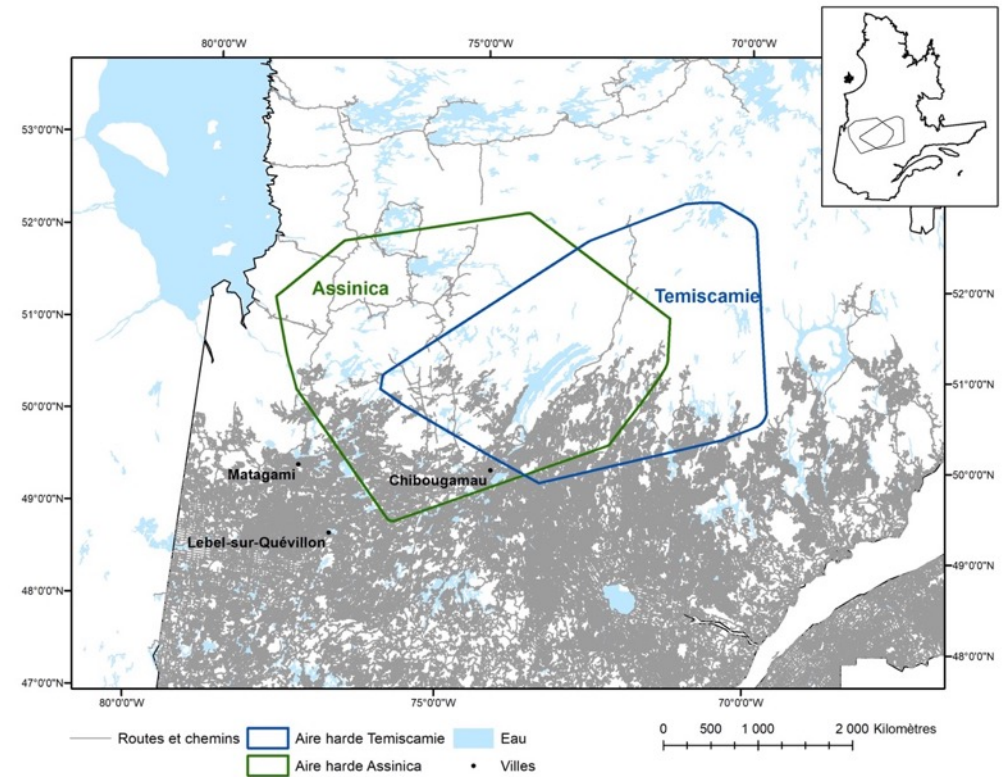 80°0'0"W 75°0'0"W 70°0'0"W
53°0'0"N
52°0'0"N
51°0'0"N
50°0'0"N
49°0'0"N
48°0'0"N
47°0'0"N
52°0'0"N
51°0'0"N
50°0'0"N
49°0'0"N
48°0'0"N
Assinica
Temiscamie
Matagami
Chibougamau
Lebel-sur-Quévillon
80°0'0"W 75°0'0"W 70°0'0"W
Routes et chemins Aire harde Temiscamie Eau
Aire harde Assinica Villes
0 500 1 000 2 000 Kilomètres